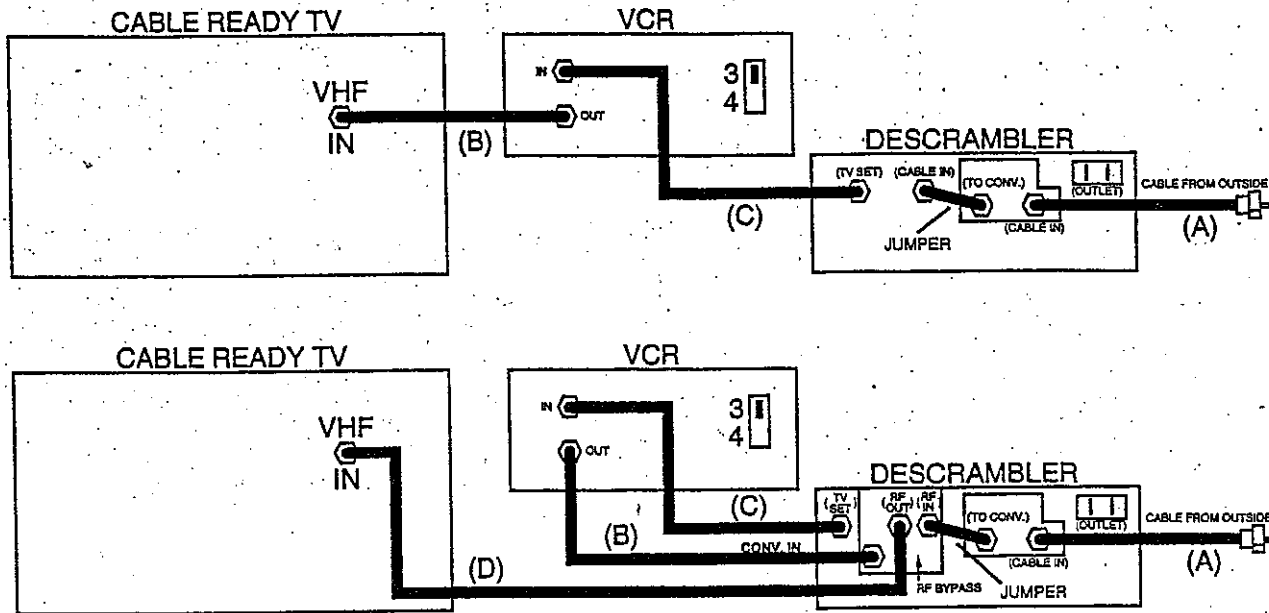 CABLE READY TV
VCR
IN
3
VHF
4
OUT
IN
(B)
DESCRAMBLER
(TV SET)
(CABLE IN)
(TO CONV.)
(OUTLET)
CABLE FROM OUTSIDE
(C)
JUMPER
(CABLE IN)
(A)
CABLE READY TV
VCR
IN
3
VHF
4
OUT
IN
DESCRAMBLER
(C)
(TV SET)
(RF OUT)
(RF IN)
(TO CONV.)
(OUTLET)
CABLE FROM OUTSIDE
(B)
CONV. IN
(A)
(CABLE IN)
(D)
RF BYPASS
JUMPER